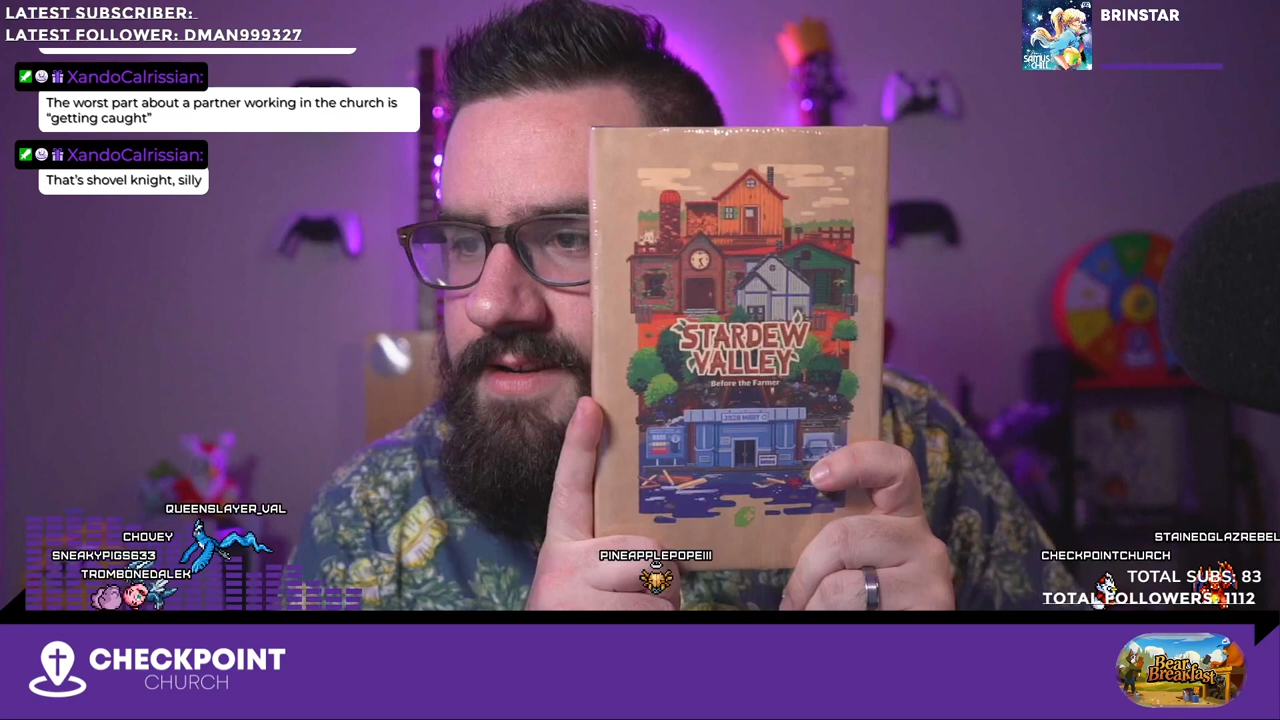 LATEST SUBSCRIBER:
LATEST FOLLOWER: DMAN999327
XandoCalrissian:
The worst part about a partner working in the church is
“getting caught”
XandoCalrissian:
That’s shovel knight, silly
BRINSTAR
SAMUS
CHILL
STARDEW
VALLEY
Before the Farmer
QUEENSLAYER_VAL
CHOVEY
SNEAKYPIGS633
TROMBONEDALEK
PINEAPPLEPOPEIII
STAINEDGLAZREBEL
CHECKPOINTCHURCH
TOTAL SUBS: 83
TOTAL FOLLOWERS: 1112
CHECKPOINT
CHURCH
Bear
Breakfast